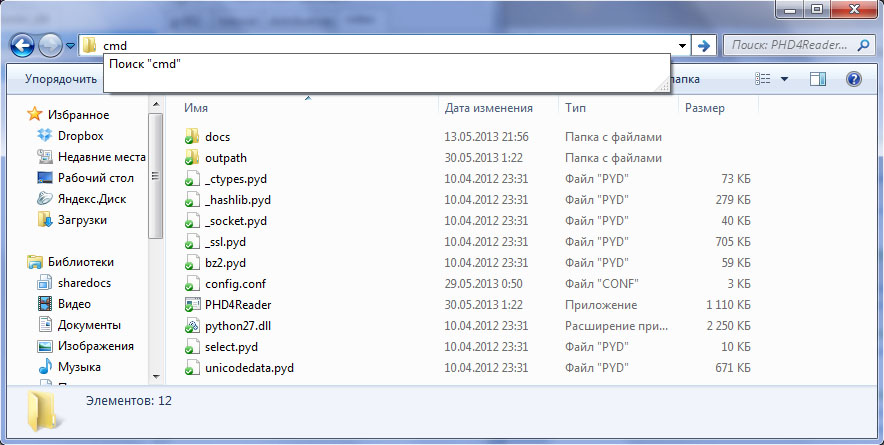 cmd
Поиск: PHD4Reader...
Поиск "cmd"
Упорядочить
папка
Имя Дата изменения Тип Размер
Избранное
Dropbox
Недавние места
Рабочий стол
Яндекс.Диск
Загрузки
Библиотеки
sharedocs
Видео
Документы
Изображения
Музыка
docs 13.05.2013 21:56 Папка с файлами
outpath 30.05.2013 1:22 Папка с файлами
_ctypes.pyd 10.04.2012 23:31 Файл "PYD" 73 КБ
_hashlib.pyd 10.04.2012 23:31 Файл "PYD" 279 КБ
_socket.pyd 10.04.2012 23:31 Файл "PYD" 40 КБ
_ssl.pyd 10.04.2012 23:31 Файл "PYD" 705 КБ
bz2.pyd 10.04.2012 23:31 Файл "PYD" 59 КБ
config.conf 29.05.2013 0:50 Файл "CONF" 3 КБ
PHD4Reader 30.05.2013 1:22 Приложение 1 110 КБ
python27.dll 10.04.2012 23:31 Расширение при... 2 250 КБ
select.pyd 10.04.2012 23:31 Файл "PYD" 10 КБ
unicodedata.pyd 10.04.2012 23:31 Файл "PYD" 671 КБ
Элементов: 12